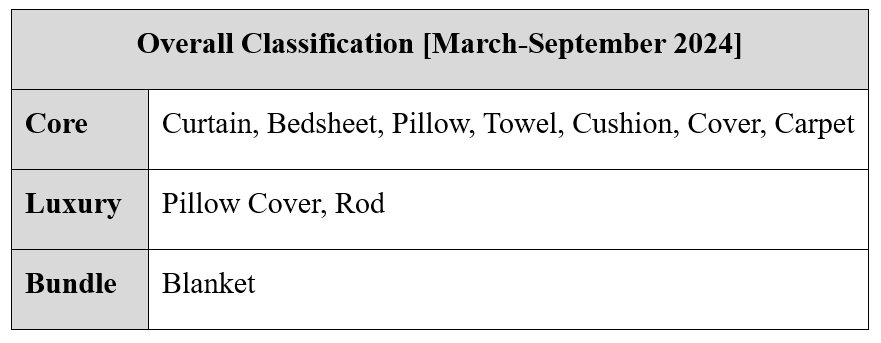 Overall Classification [March-September 2024]
Core
Curtain, Bedsheet, Pillow, Towel, Cushion, Cover, Carpet
Luxury
Pillow Cover, Rod
Bundle
Blanket